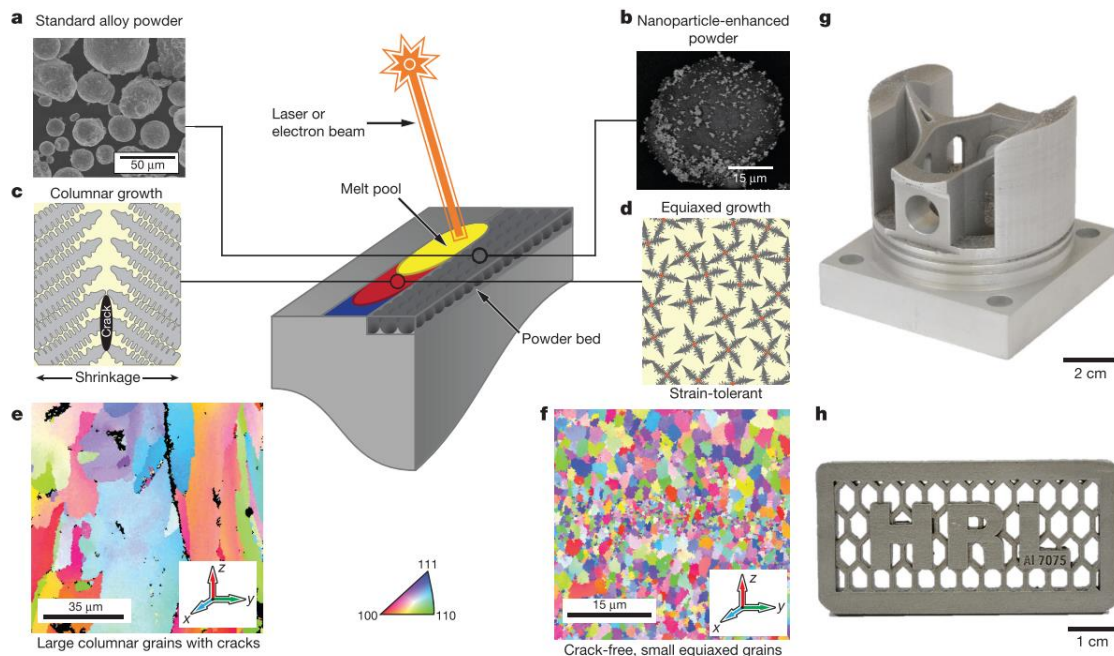 a Standard alloy powder
50 μm
Laser or
electron beam
Melt pool
b Nanoparticle-enhanced
powder
15 μm
c Columnar growth
Crack
Shrinkage
d Equiaxed growth
Strain-tolerant
Powder bed
e
35 μm
z
y
x
Large columnar grains with cracks
111
100
110
f
15 μm
z
y
x
Crack-free, small equiaxed grains
g
2 cm
h
HRL
Al 7075
1 cm